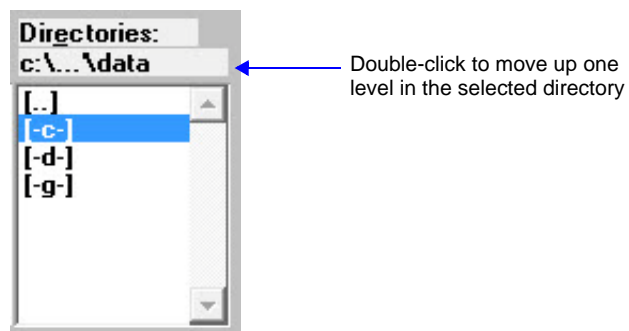 Directories:
c:\...\data
Double-click to move up one
level in the selected directory
[..]
[-c-]
[-d-]
[-g-]